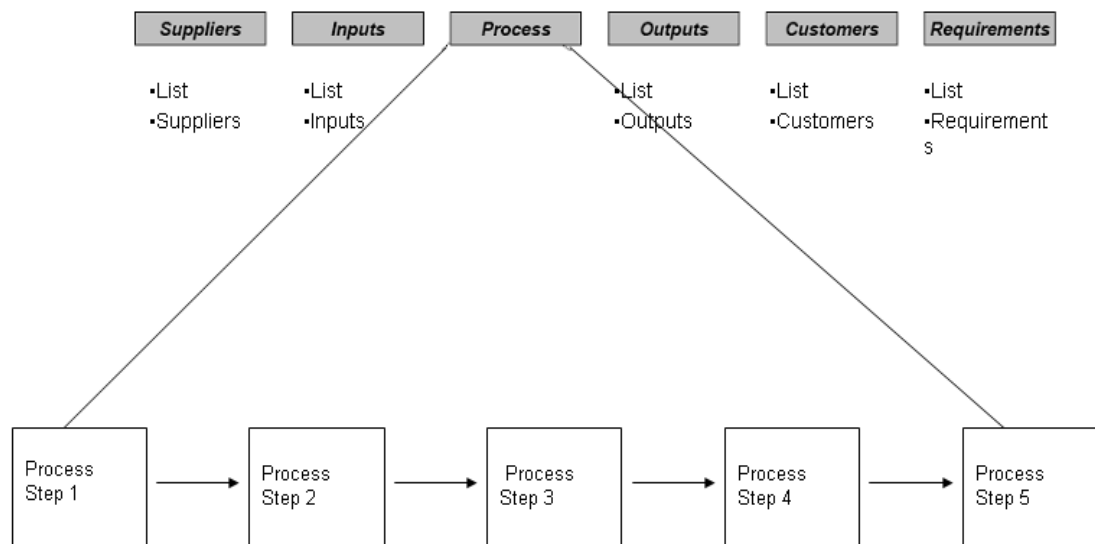 Suppliers Inputs Process Outputs Customers Requirements
▪List ▪List ▪List ▪List ▪List
▪Suppliers ▪Inputs ▪Outputs ▪Customers ▪Requirement
s
Process Process Process Process Process
Step 1 Step 2 Step 3 Step 4 Step 5